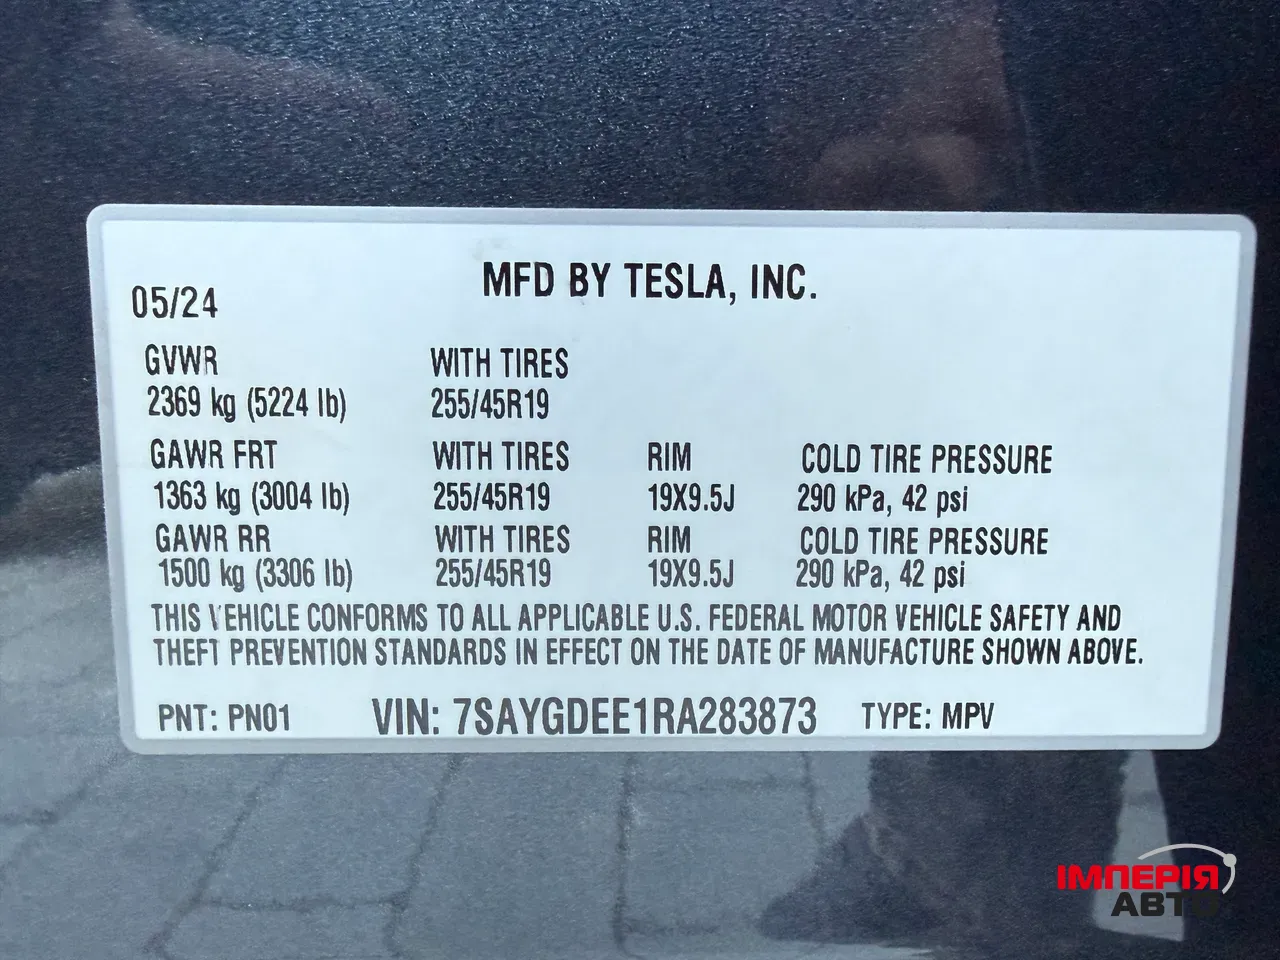 MFD BY TESLA, INC.
05/24
GVWR WITH TIRES
2369 kg (5224 lb) 255/45R19
GAWR FRT WITH TIRES RIM COLD TIRE PRESSURE
1363 kg (3004 lb) 255/45R19 19X9.5J 290 kPa, 42 psi
GAWR RR WITH TIRES RIM COLD TIRE PRESSURE
1500 kg (3306 lb) 255/45R19 19X9.5J 290 kPa, 42 psi
THIS VEHICLE CONFORMS TO ALL APPLICABLE U.S. FEDERAL MOTOR VEHICLE SAFETY AND
THEFT PREVENTION STANDARDS IN EFFECT ON THE DATE OF MANUFACTURE SHOWN ABOVE.
PNT: PN01 VIN: 7SAYGDEE1RA283873 TYPE: MPV
ІМПЕРІЯ
АВТО